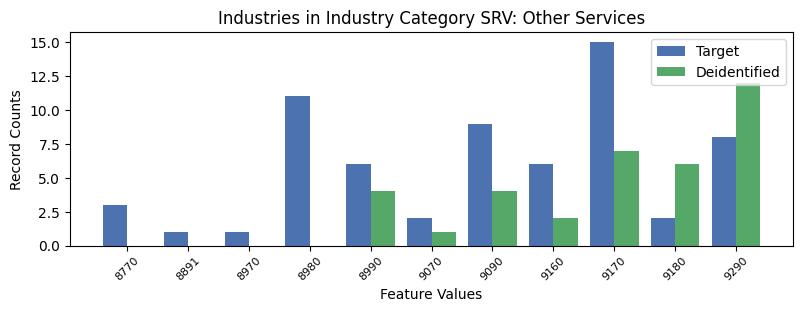 Industries in Industry Category SRV: Other Services
Record Counts
15.0
12.5
10.0
7.5
5.0
2.5
0.0
Target
Deidentified
8770 8891 8970 8980 8990 9070 9090 9160 9170 9180 9290
Feature Values